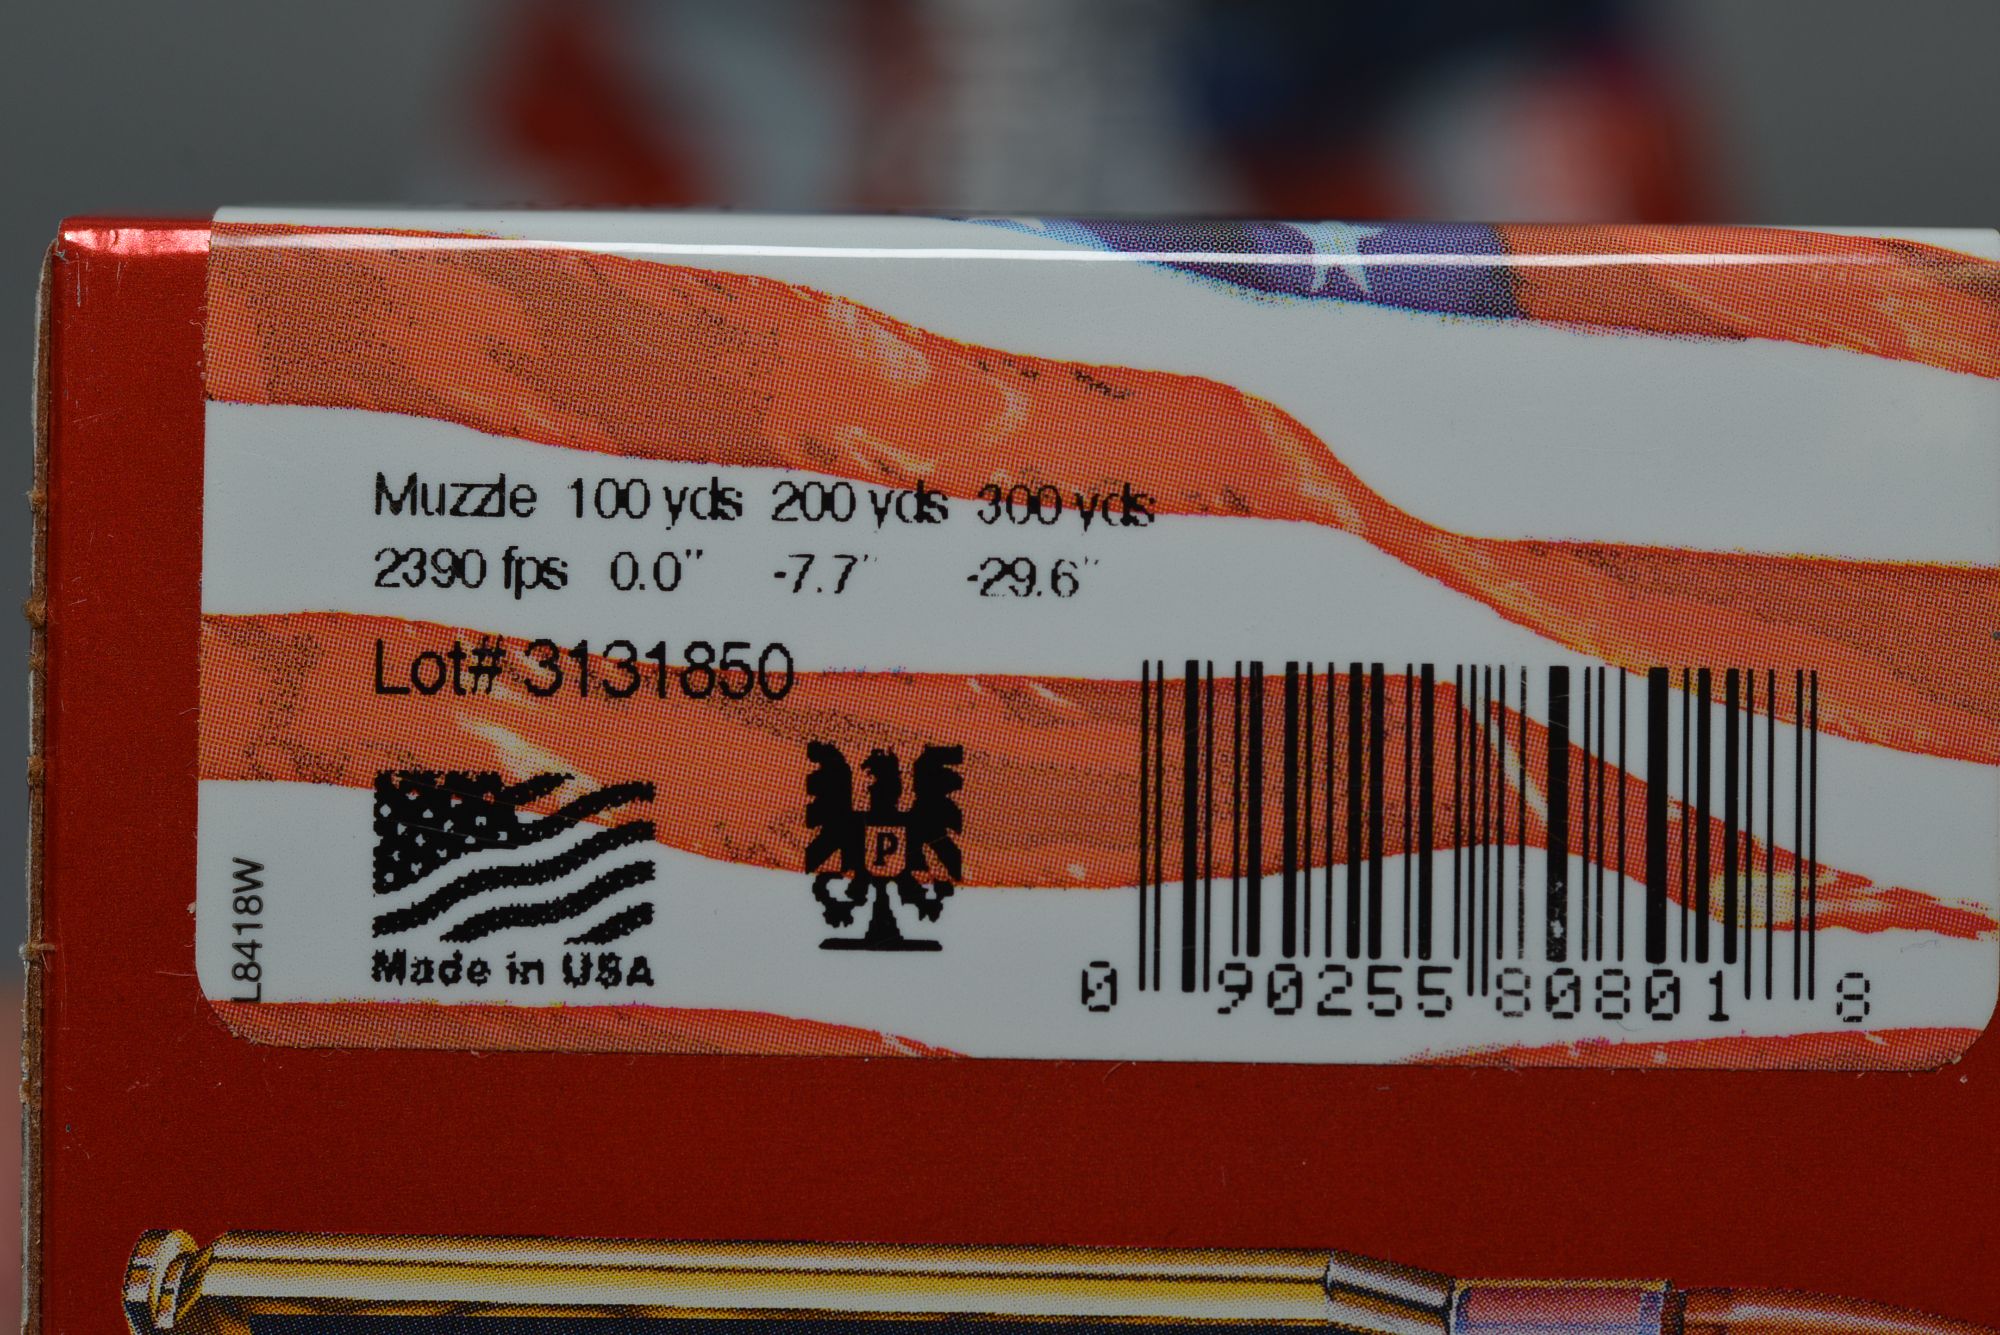 Muzzle 100 yds 200 yds 300 yds
2390 fps 0.0" -7.7" -29.6"
Lot# 3131850
P
L8418W
Made in USA
0 90255 80801 8